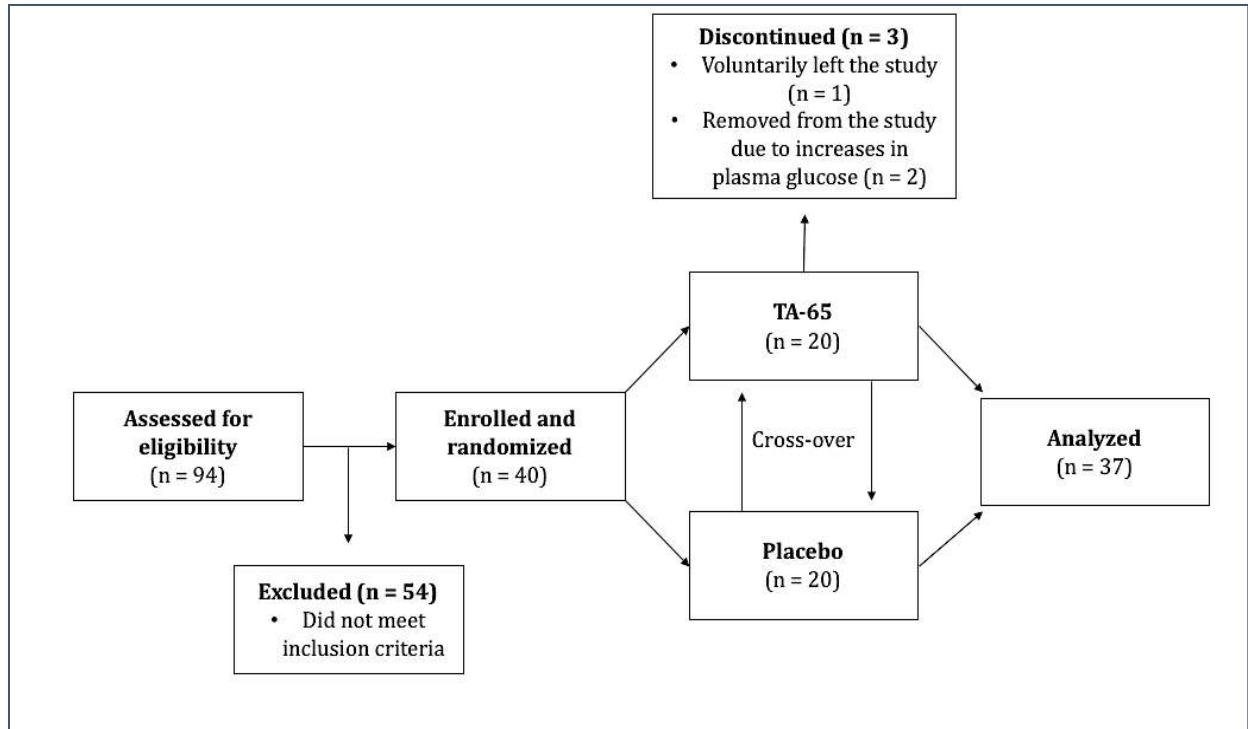 Discontinued (n = 3)
• Voluntarily left the study
(n = 1)
• Removed from the study
due to increases in
plasma glucose (n = 2)
TA-65
(n = 20)
Assessed for
eligibility
(n = 94)
Enrolled and
randomized
(n = 40)
Cross-over
Analyzed
(n = 37)
Placebo
(n = 20)
Excluded (n = 54)
• Did not meet
inclusion criteria